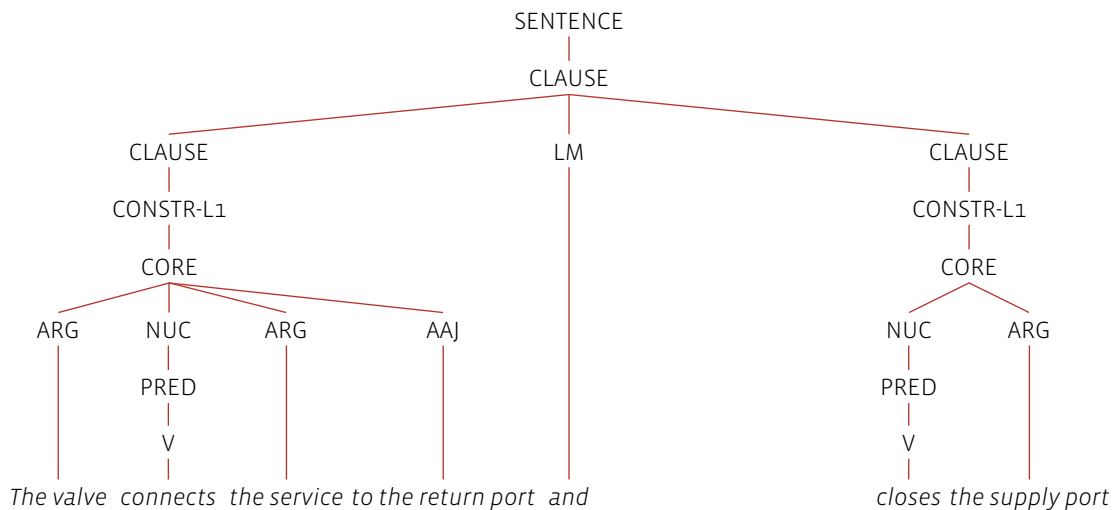 SENTENCE
CLAUSE
CLAUSE LM CLAUSE
CONSTR-L1 CONSTR-L1
CORE CORE
ARG NUC ARG AAJ NUC ARG
PRED PRED
V V
The valve connects the service to the return port and closes the supply port